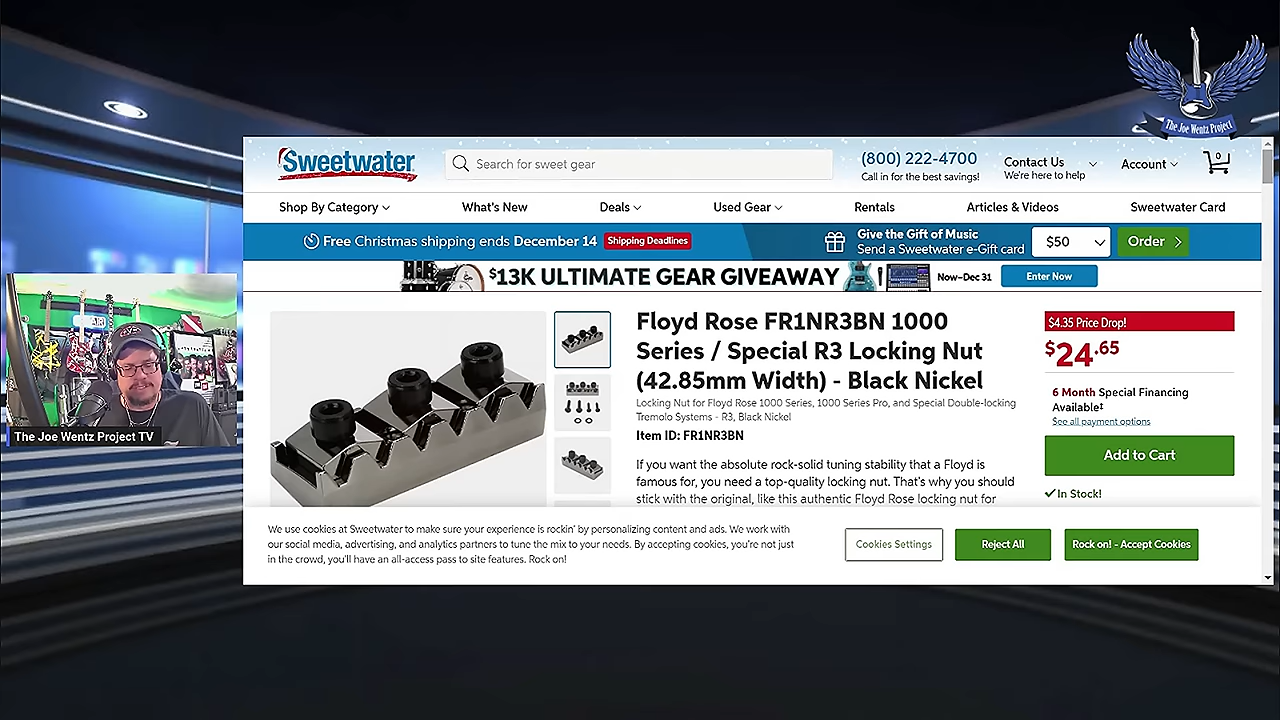 The Joe Wentz Project
Sweetwater
Search for sweet gear
(800) 222-4700
Call in for the best savings!
Contact Us
We're here to help
Account
0
Shop By Category
What's New
Deals
Used Gear
Rentals
Articles & Videos
Sweetwater Card
Free Christmas shipping ends December 14
Shipping Deadlines
Give the Gift of Music
Send a Sweetwater e-Gift card
$50
Order
$13K ULTIMATE GEAR GIVEAWAY
Now–Dec 31
Enter Now
Floyd Rose FR1NR3BN 1000
Series / Special R3 Locking Nut
(42.85mm Width) - Black Nickel
Locking Nut for Floyd Rose 1000 Series, 1000 Series Pro, and Special Double-locking
Tremolo Systems - R3, Black Nickel
Item ID: FR1NR3BN
If you want the absolute rock-solid tuning stability that a Floyd is
famous for, you need a top-quality locking nut. That's why you should
stick with the original, like this authentic Floyd Rose locking nut for
$4.35 Price Drop!
$24.65
6 Month Special Financing
Available‡
See all payment options
Add to Cart
In Stock!
The Joe Wentz Project TV
We use cookies at Sweetwater to make sure your experience is rockin' by personalizing content and ads. We work with
our social media, advertising, and analytics partners to tune the mix to your needs. By accepting cookies, you're not just
in the crowd, you'll have an all-access pass to site features. Rock on!
Cookies Settings
Reject All
Rock on! - Accept Cookies